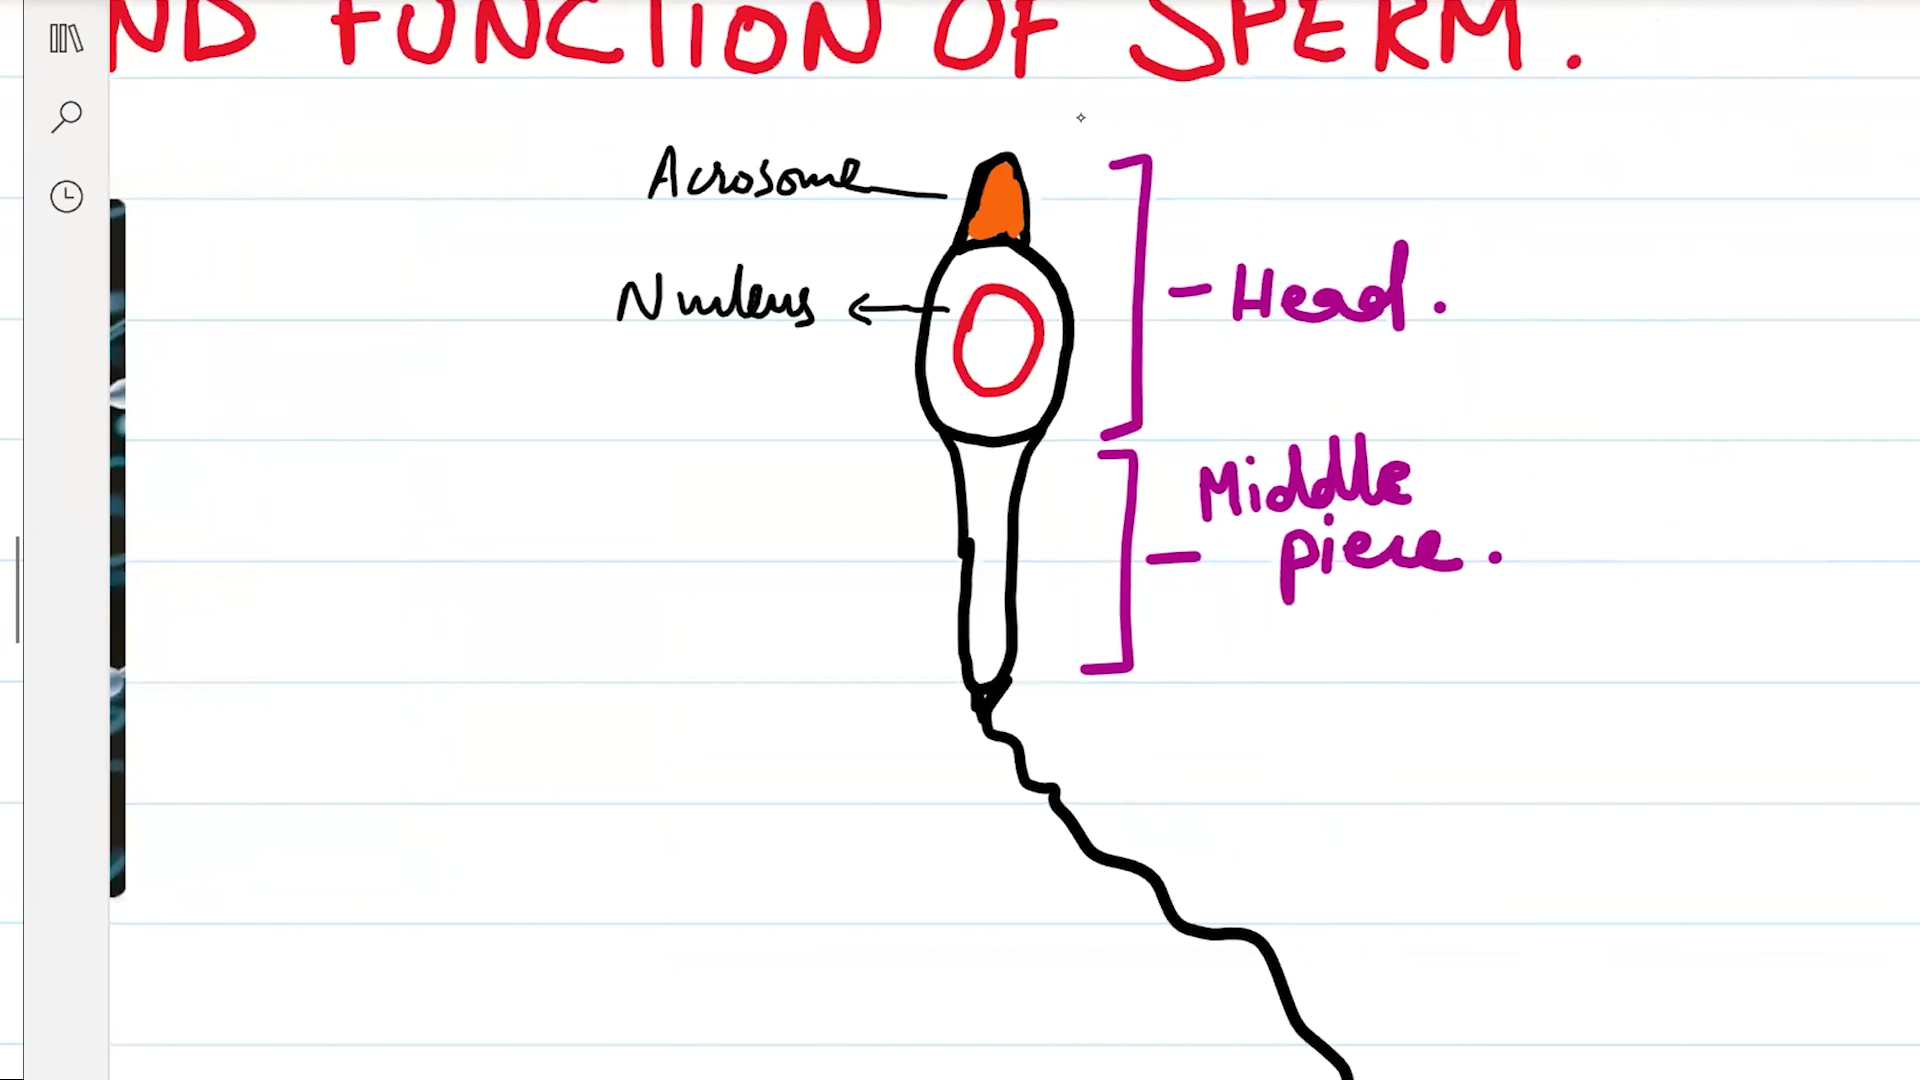 ND FUNCTION OF SPERM.
Acrosome
Nucleus
- Head.
Middle
- piece.